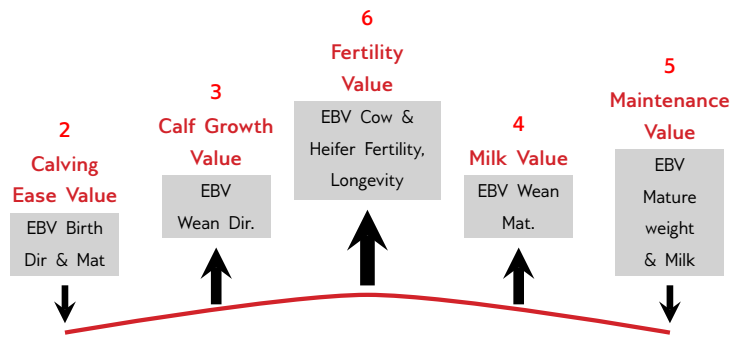 2
Calving
Ease Value
EBV Birth
Dir & Mat
3
Calf Growth
Value
EBV
Wean Dir.
6
Fertility
Value
EBV Cow &
Heifer Fertility,
Longevity
4
Milk Value
EBV Wean
Mat.
5
Maintenance
Value
EBV
Mature
weight
& Milk